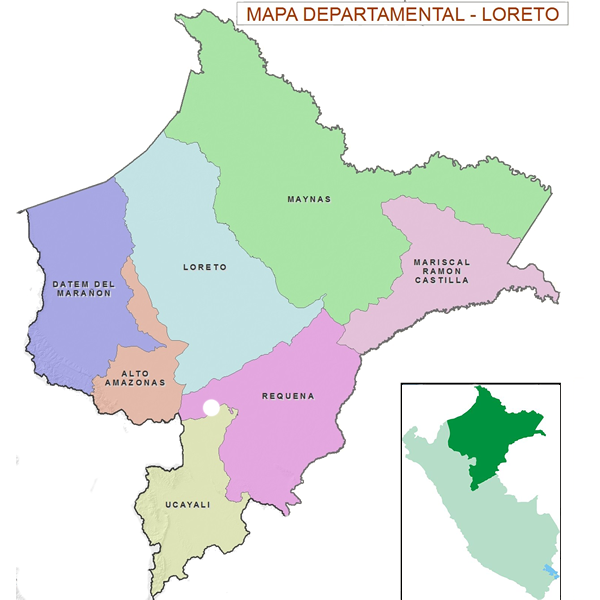 MAPA DEPARTAMENTAL - LORETO
MAYNAS
MARISCAL
RAMON
CASTILLA
LORETO
DATEM DEL
MARAÑON
ALTO
AMAZONAS
REQUENA
UCAYALI